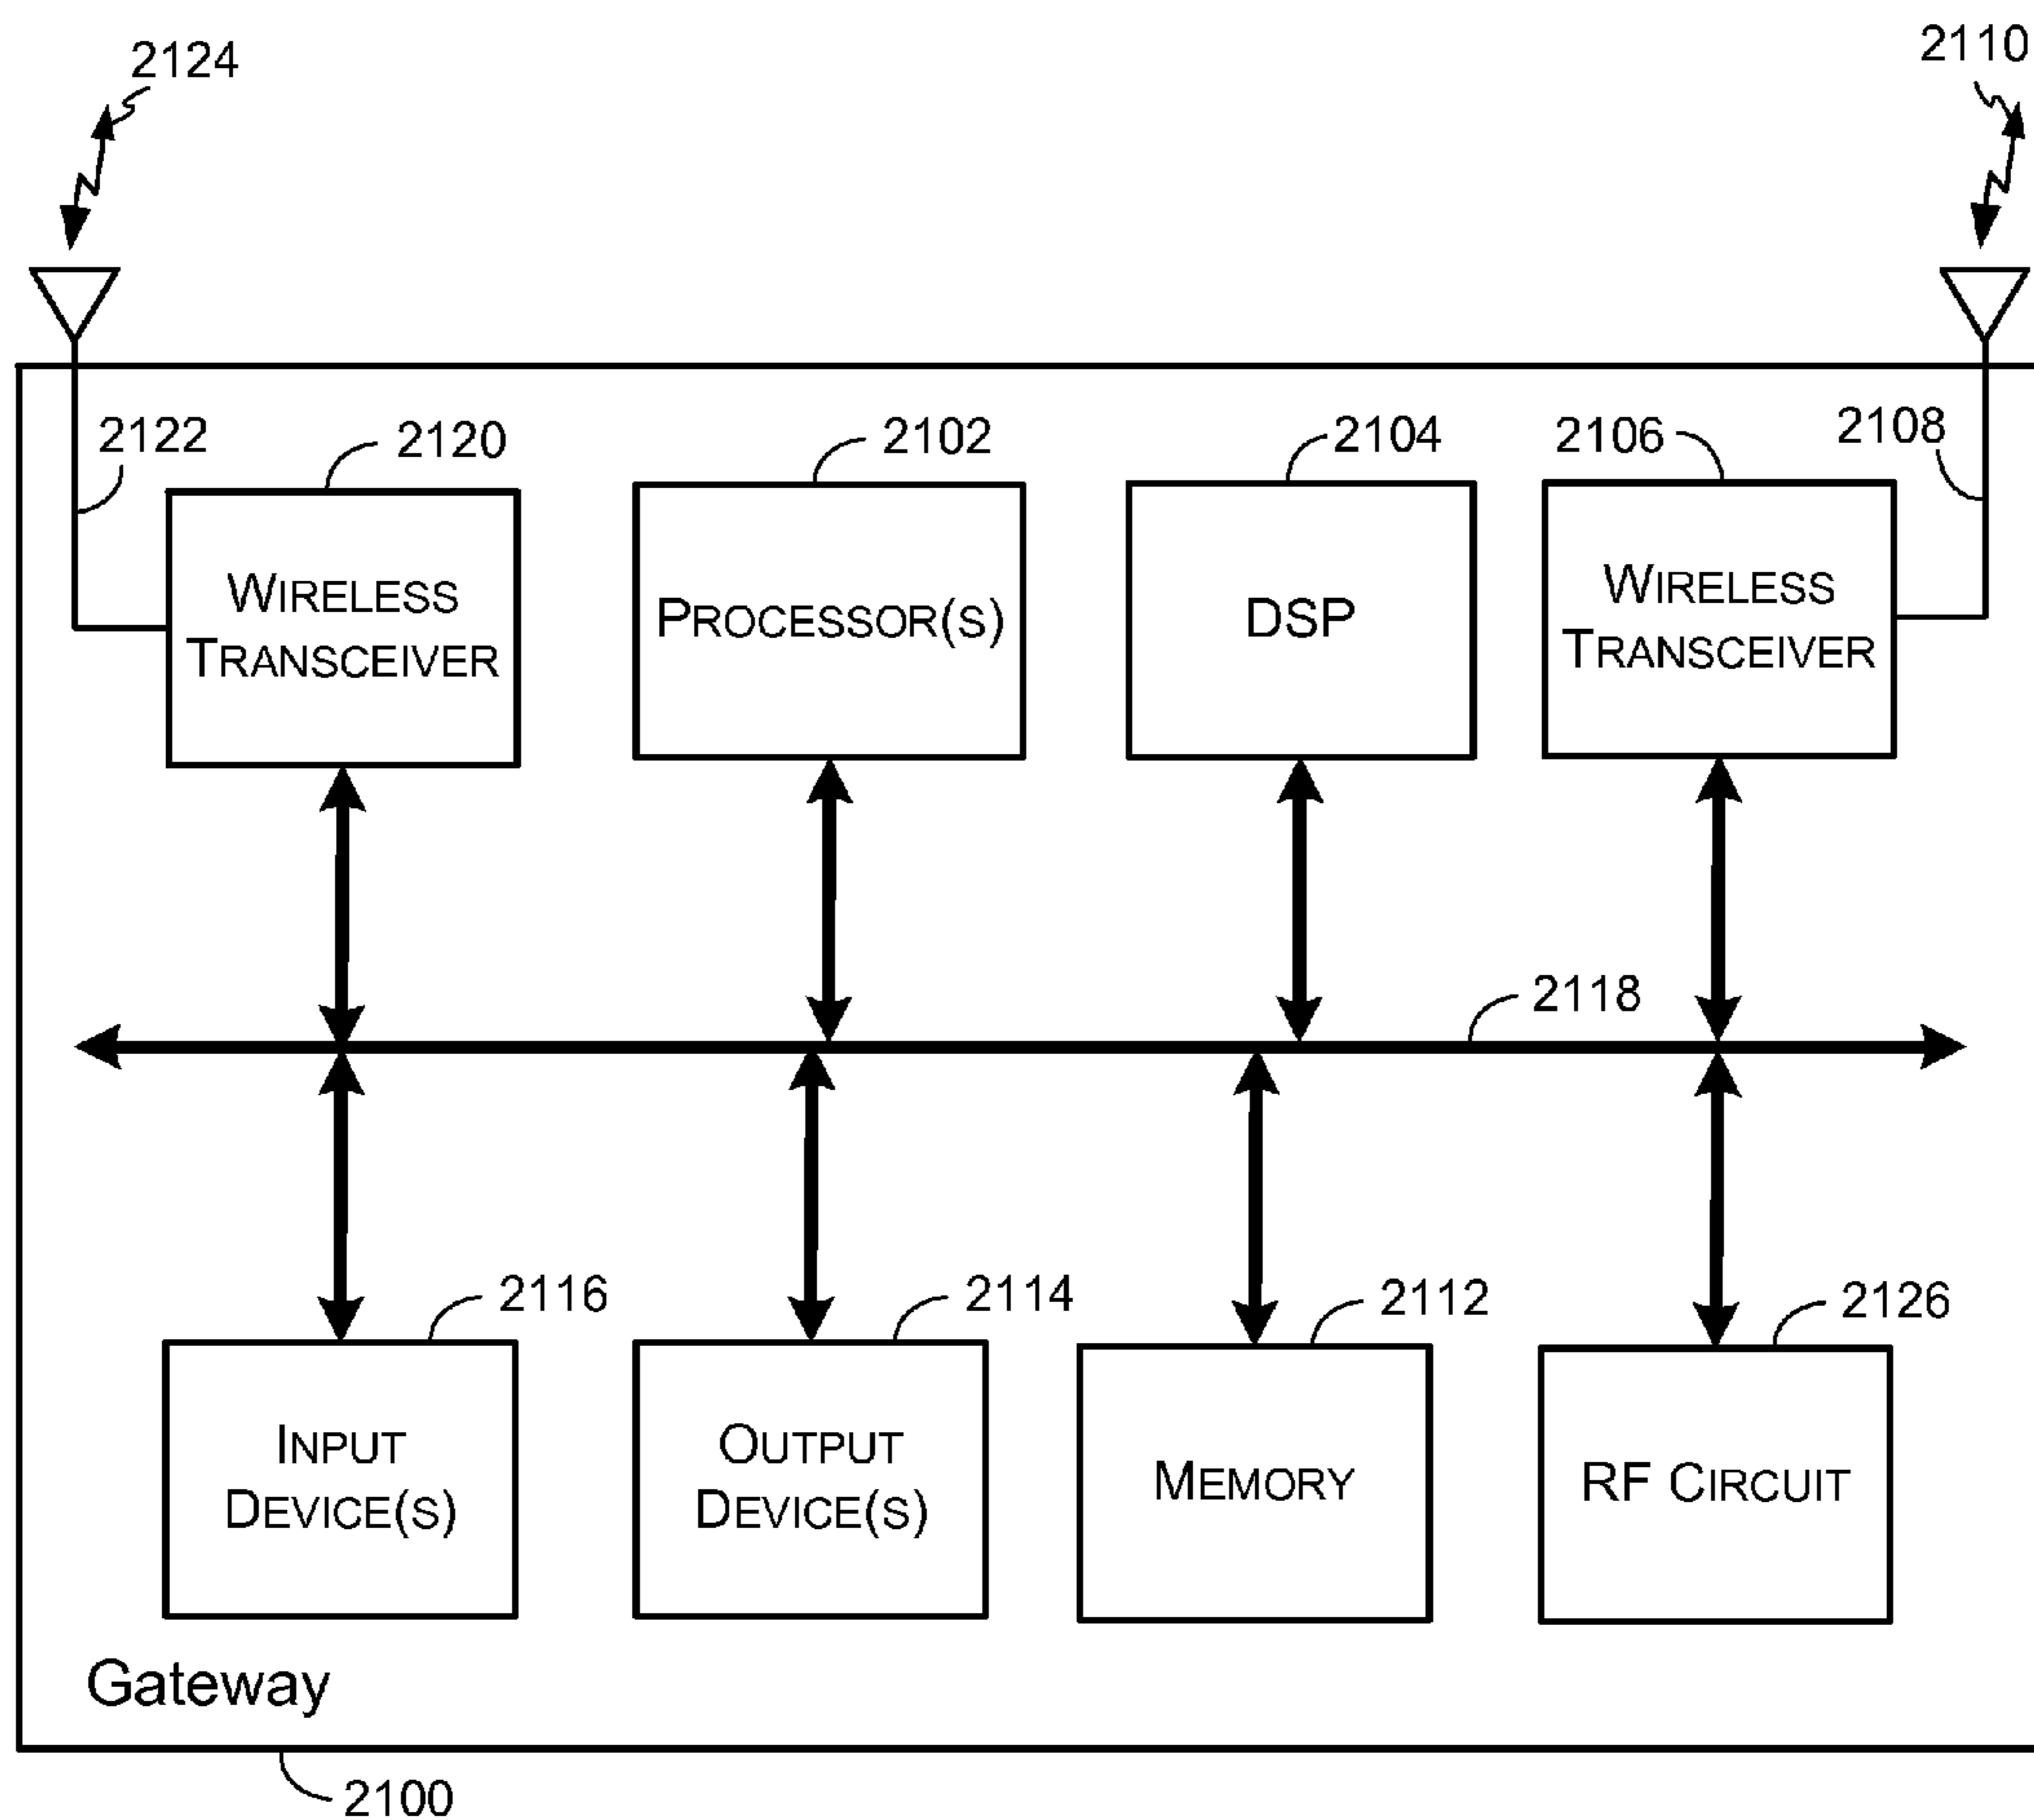 2124
2110
2122
2120
2102
2104
2106
2108
WIRELESS
TRANSCEIVER
PROCESSOR(S)
DSP
WIRELESS
TRANSCEIVER
2118
2116
2114
2112
2126
INPUT
DEVICE(S)
OUTPUT
DEVICE(S)
MEMORY
RF CIRCUIT
Gateway
2100